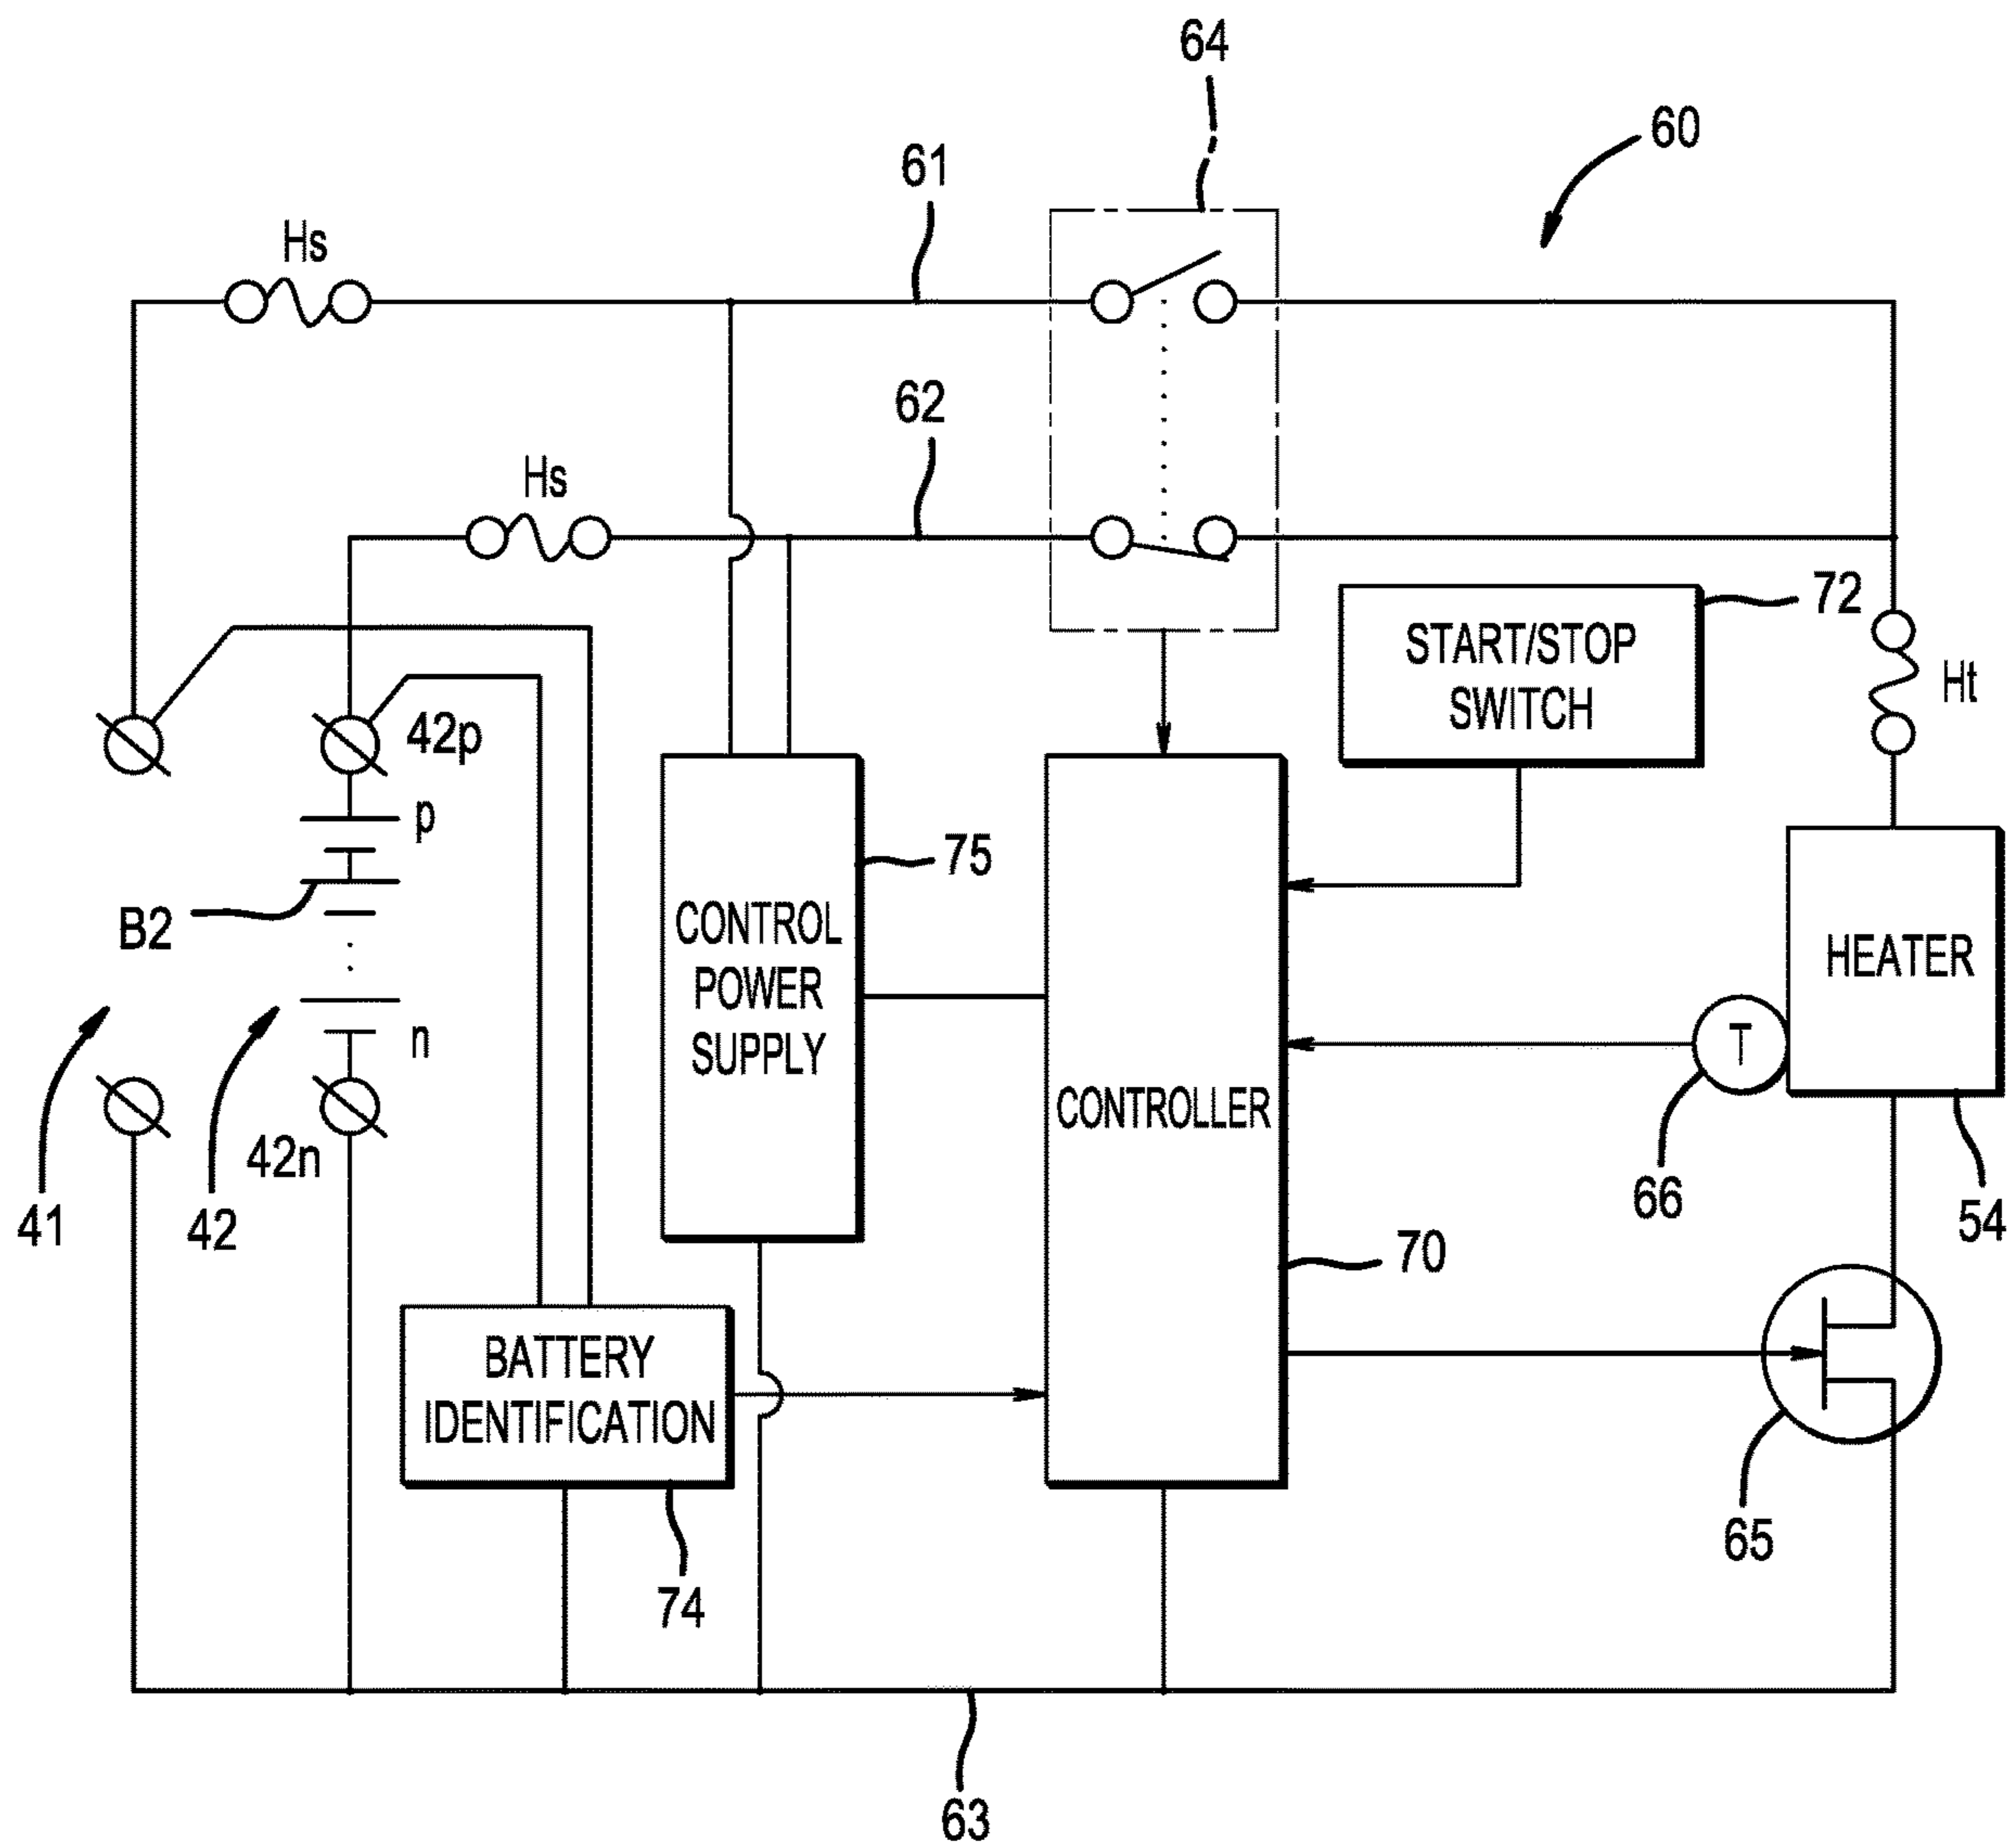 64
60
61
Hs
62
Hs
72
START/STOP
SWITCH
Ht
42p
p
75
B2
CONTROL
POWER
SUPPLY
HEATER
n
T
CONTROLLER
42n
66
41
42
54
70
BATTERY
IDENTIFICATION
65
74
63